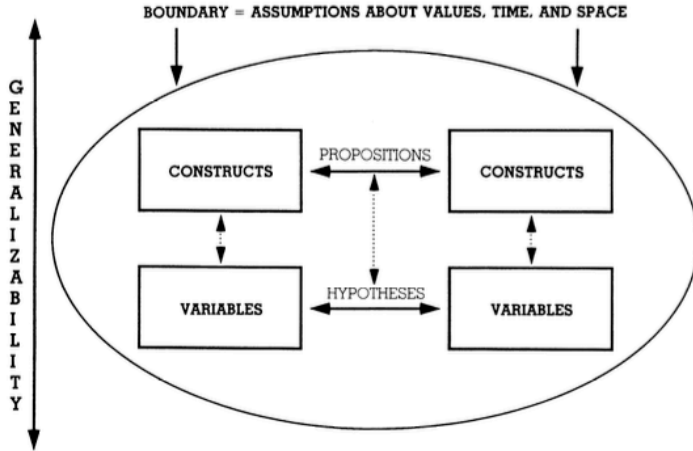 BOUNDARY = ASSUMPTIONS ABOUT VALUES, TIME, AND SPACE
GENERALIZABILITY
PROPOSITIONS
CONSTRUCTS
CONSTRUCTS
HYPOTHESES
VARIABLES
VARIABLES